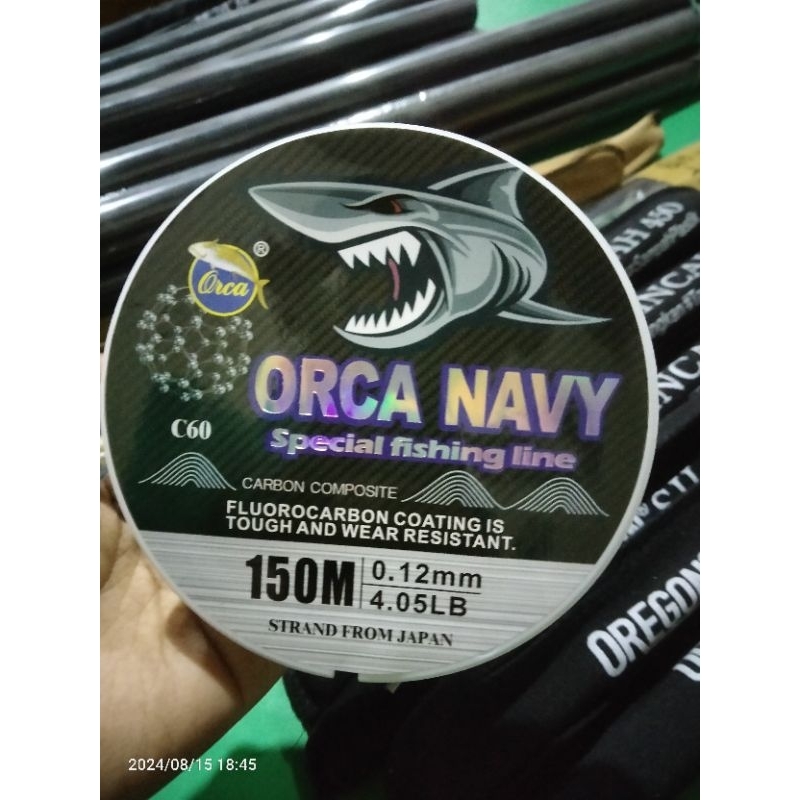 Orca
®
ORCA NAVY
Special fishing line
C60
CARBON COMPOSITE
FLUOROCARBON COATING IS
TOUGH AND WEAR RESISTANT.
150M
0.12mm
4.05LB
STRAND FROM JAPAN
450
OREGON
2024/08/15 18:45